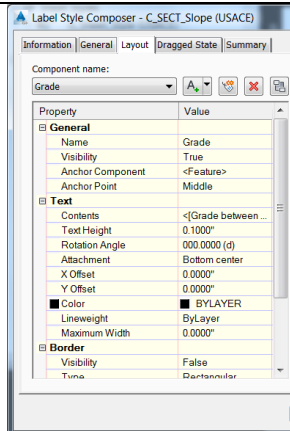 Label Style Composer - C_SECT_Slope (USACE)
Information General Layout Dragged State Summary
Component name:
Grade
Property Value
General
Name Grade
Visibility True
Anchor Component <Feature>
Anchor Point Middle
Text
Contents <[Grade between ...
Text Height 0.1000"
Rotation Angle 000.0000 (d)
Attachment Bottom center
X Offset 0.0000"
Y Offset 0.0000"
Color BYLAYER
Lineweight ByLayer
Maximum Width 0.0000"
Border
Visibility False
Type Rectangular